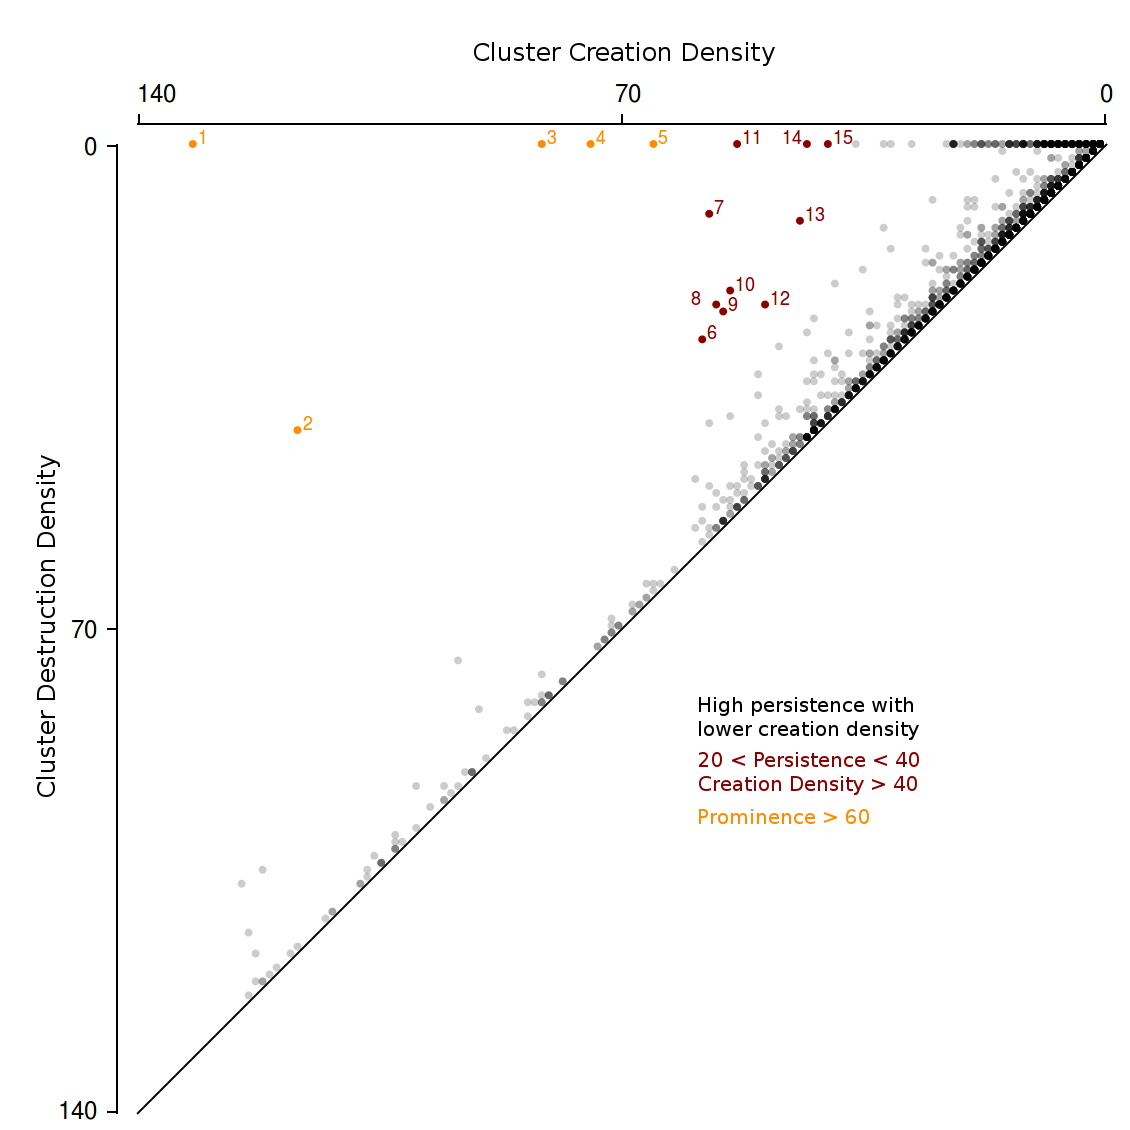 Cluster Creation Density
140 70 0
0
1 3 4 5 11 14 15
7
13
10
8 9 12
6
2
Cluster Destruction Density
70
High persistence with
lower creation density
20 < Persistence < 40
Creation Density > 40
Prominence > 60
140